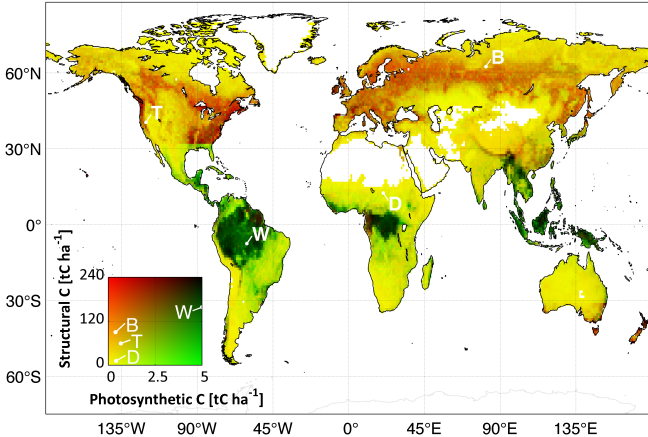 60°N
30°N
0°
30°S
60°S
B
T
D
W
240
120
0
Structural C [tC ha⁻¹]
W
B
T
D
0
2.5
5
Photosynthetic C [tC ha⁻¹]
135°W
90°W
45°W
0°
45°E
90°E
135°E